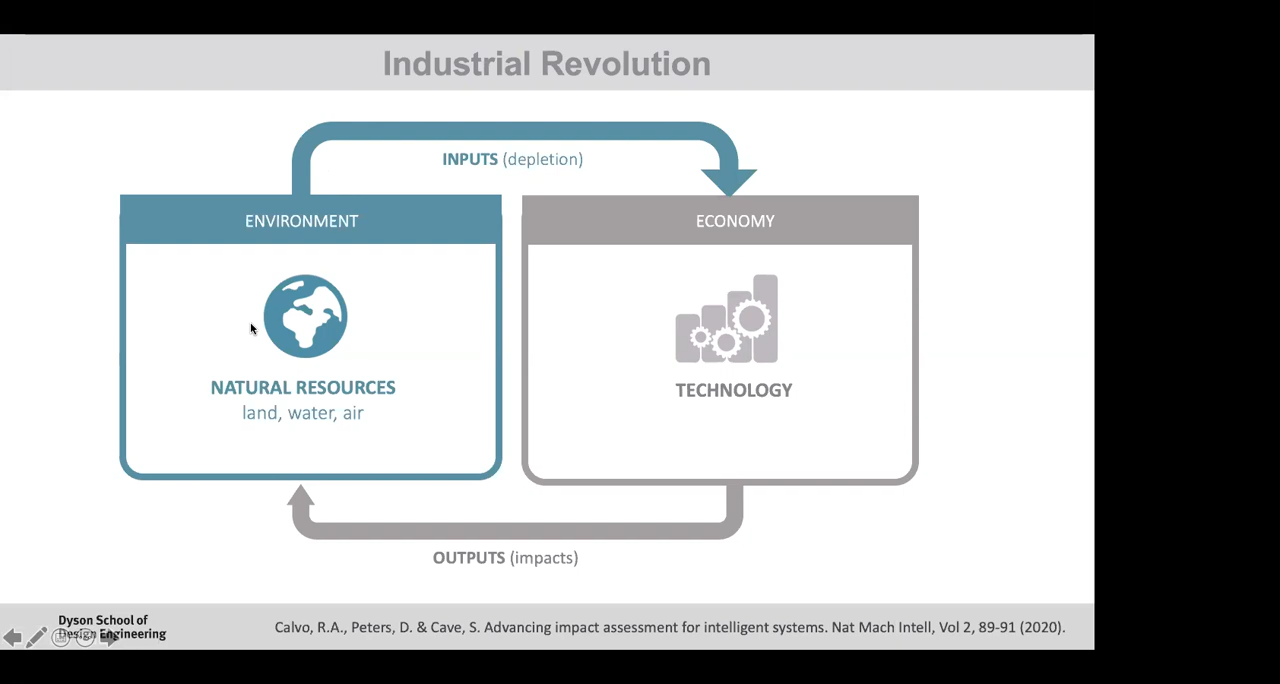 Industrial Revolution
INPUTS (depletion)
ENVIRONMENT
ECONOMY
NATURAL RESOURCES
land, water, air
TECHNOLOGY
OUTPUTS (impacts)
Dyson School of
Design Engineering
Calvo, R.A., Peters, D. & Cave, S. Advancing impact assessment for intelligent systems. Nat Mach Intell, Vol 2, 89-91 (2020).